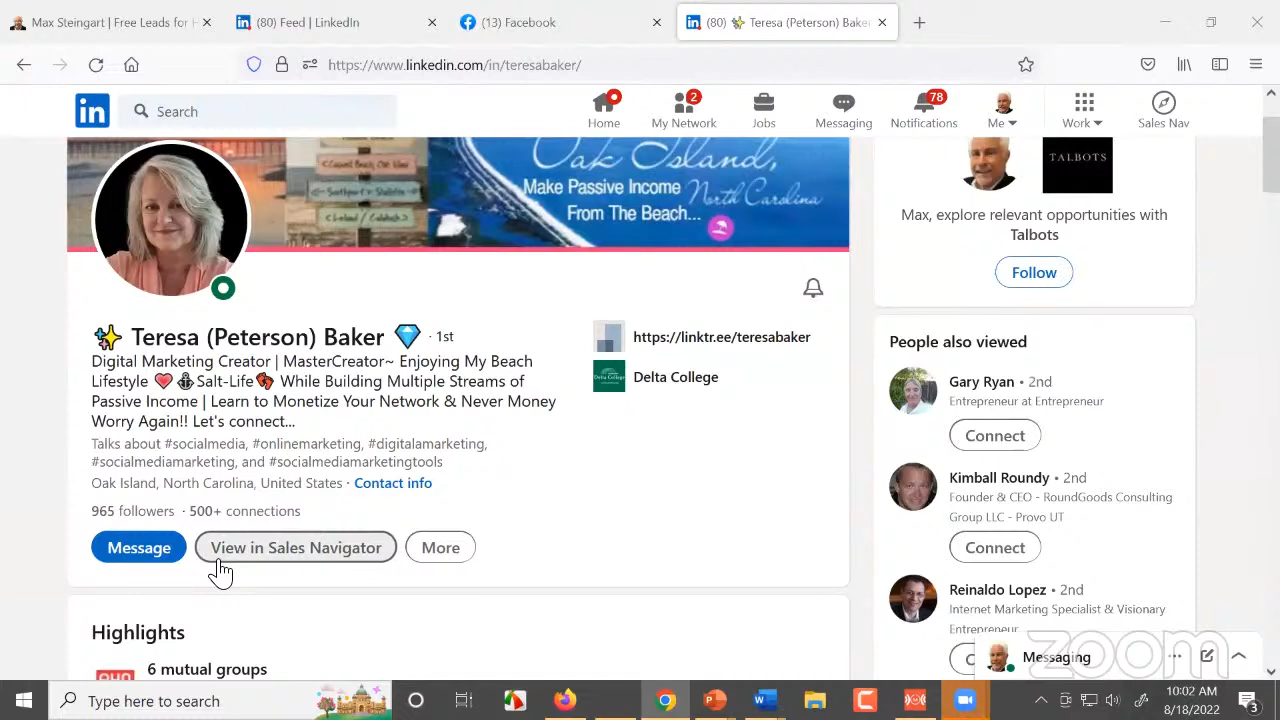 Max Steingart | Free Leads for H
(80) Feed | LinkedIn
(13) Facebook
(80) ✨ Teresa (Peterson) Bake
https://www.linkedin.com/in/teresabaker/
in
Search
Home
2
My Network
Jobs
Messaging
78
Notifications
Me
Work
Sales Nav
Oak Island,
Make Passive Income
North Carolina
From The Beach...
TALBOTS
Max, explore relevant opportunities with
Talbots
Follow
✨ Teresa (Peterson) Baker 💎 · 1st
Digital Marketing Creator | MasterCreator~ Enjoying My Beach
Lifestyle ❤️⚓Salt-Life👣 While Building Multiple Streams of
Passive Income | Learn to Monetize Your Network & Never Money
Worry Again!! Let's connect...
Talks about #socialmedia, #onlinemarketing, #digitalamarketing,
#socialmediamarketing, and #socialmediamarketingtools
Oak Island, North Carolina, United States · Contact info
965 followers · 500+ connections
Message
View in Sales Navigator
More
https://linktr.ee/teresabaker
Delta College
People also viewed
Gary Ryan • 2nd
Entrepreneur at Entrepreneur
Connect
Kimball Roundy • 2nd
Founder & CEO - RoundGoods Consulting
Group LLC - Provo UT
Connect
Reinaldo Lopez • 2nd
Internet Marketing Specialist & Visionary
Entrepreneur
Highlights
6 mutual groups
Messaging
zoom
Type here to search
10:02 AM
8/18/2022
3